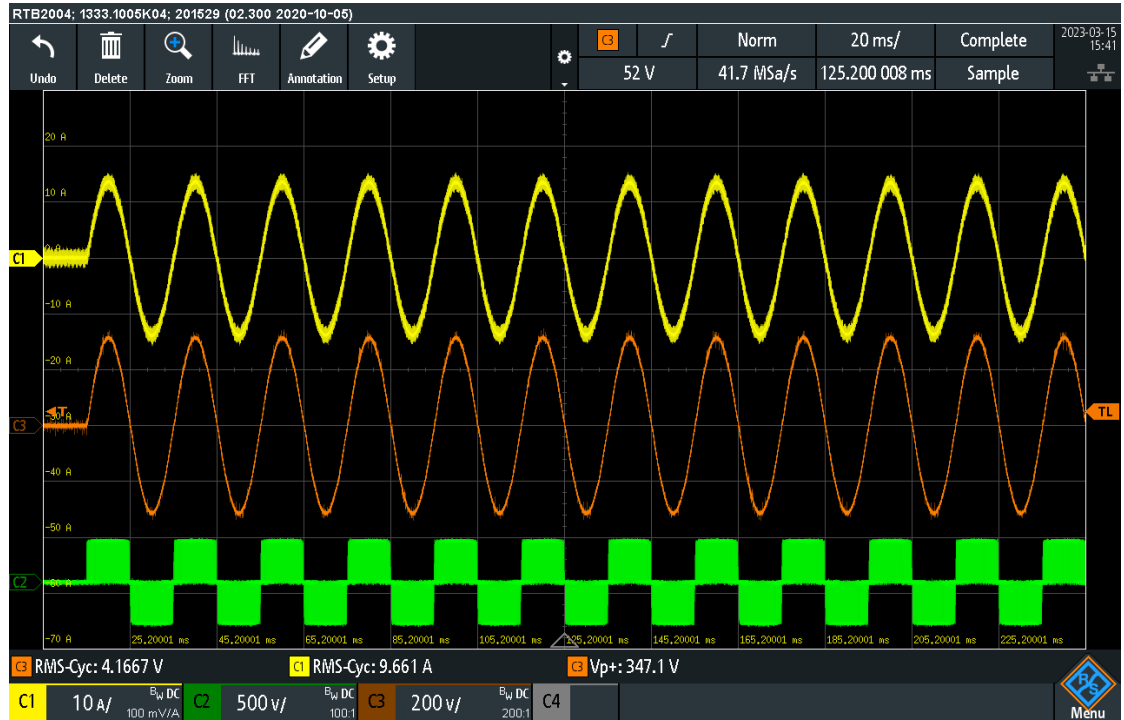 RTB2004; 1333.1005K04; 201529 (02.300 2020-10-05)
Undo Delete Zoom FFT Annotation Setup
C3 Norm 20 ms/ Complete
52 V 41.7 MSa/s 125.200 008 ms Sample
2023-03-15
15:41
20 A
10 A
0 A
C1
-10 A
-20 A
T
-30 A
TL
C3
-40 A
-50 A
C2
-60 A
-70 A 25,20001 ms 45,20001 ms 65,20001 ms 85,20001 ms 105,20001 ms 125,20001 ms 145,20001 ms 165,20001 ms 185,20001 ms 205,20001 ms 225,20001 ms
C3 RMS-Cyc: 4.1667 V C1 RMS-Cyc: 9.661 A C3 Vp+: 347.1 V
C1 10 A/ BW DC 100 mV/A C2 500 V/ BW DC 100:1 C3 200 V/ BW DC 200:1 C4
R&S
Menu